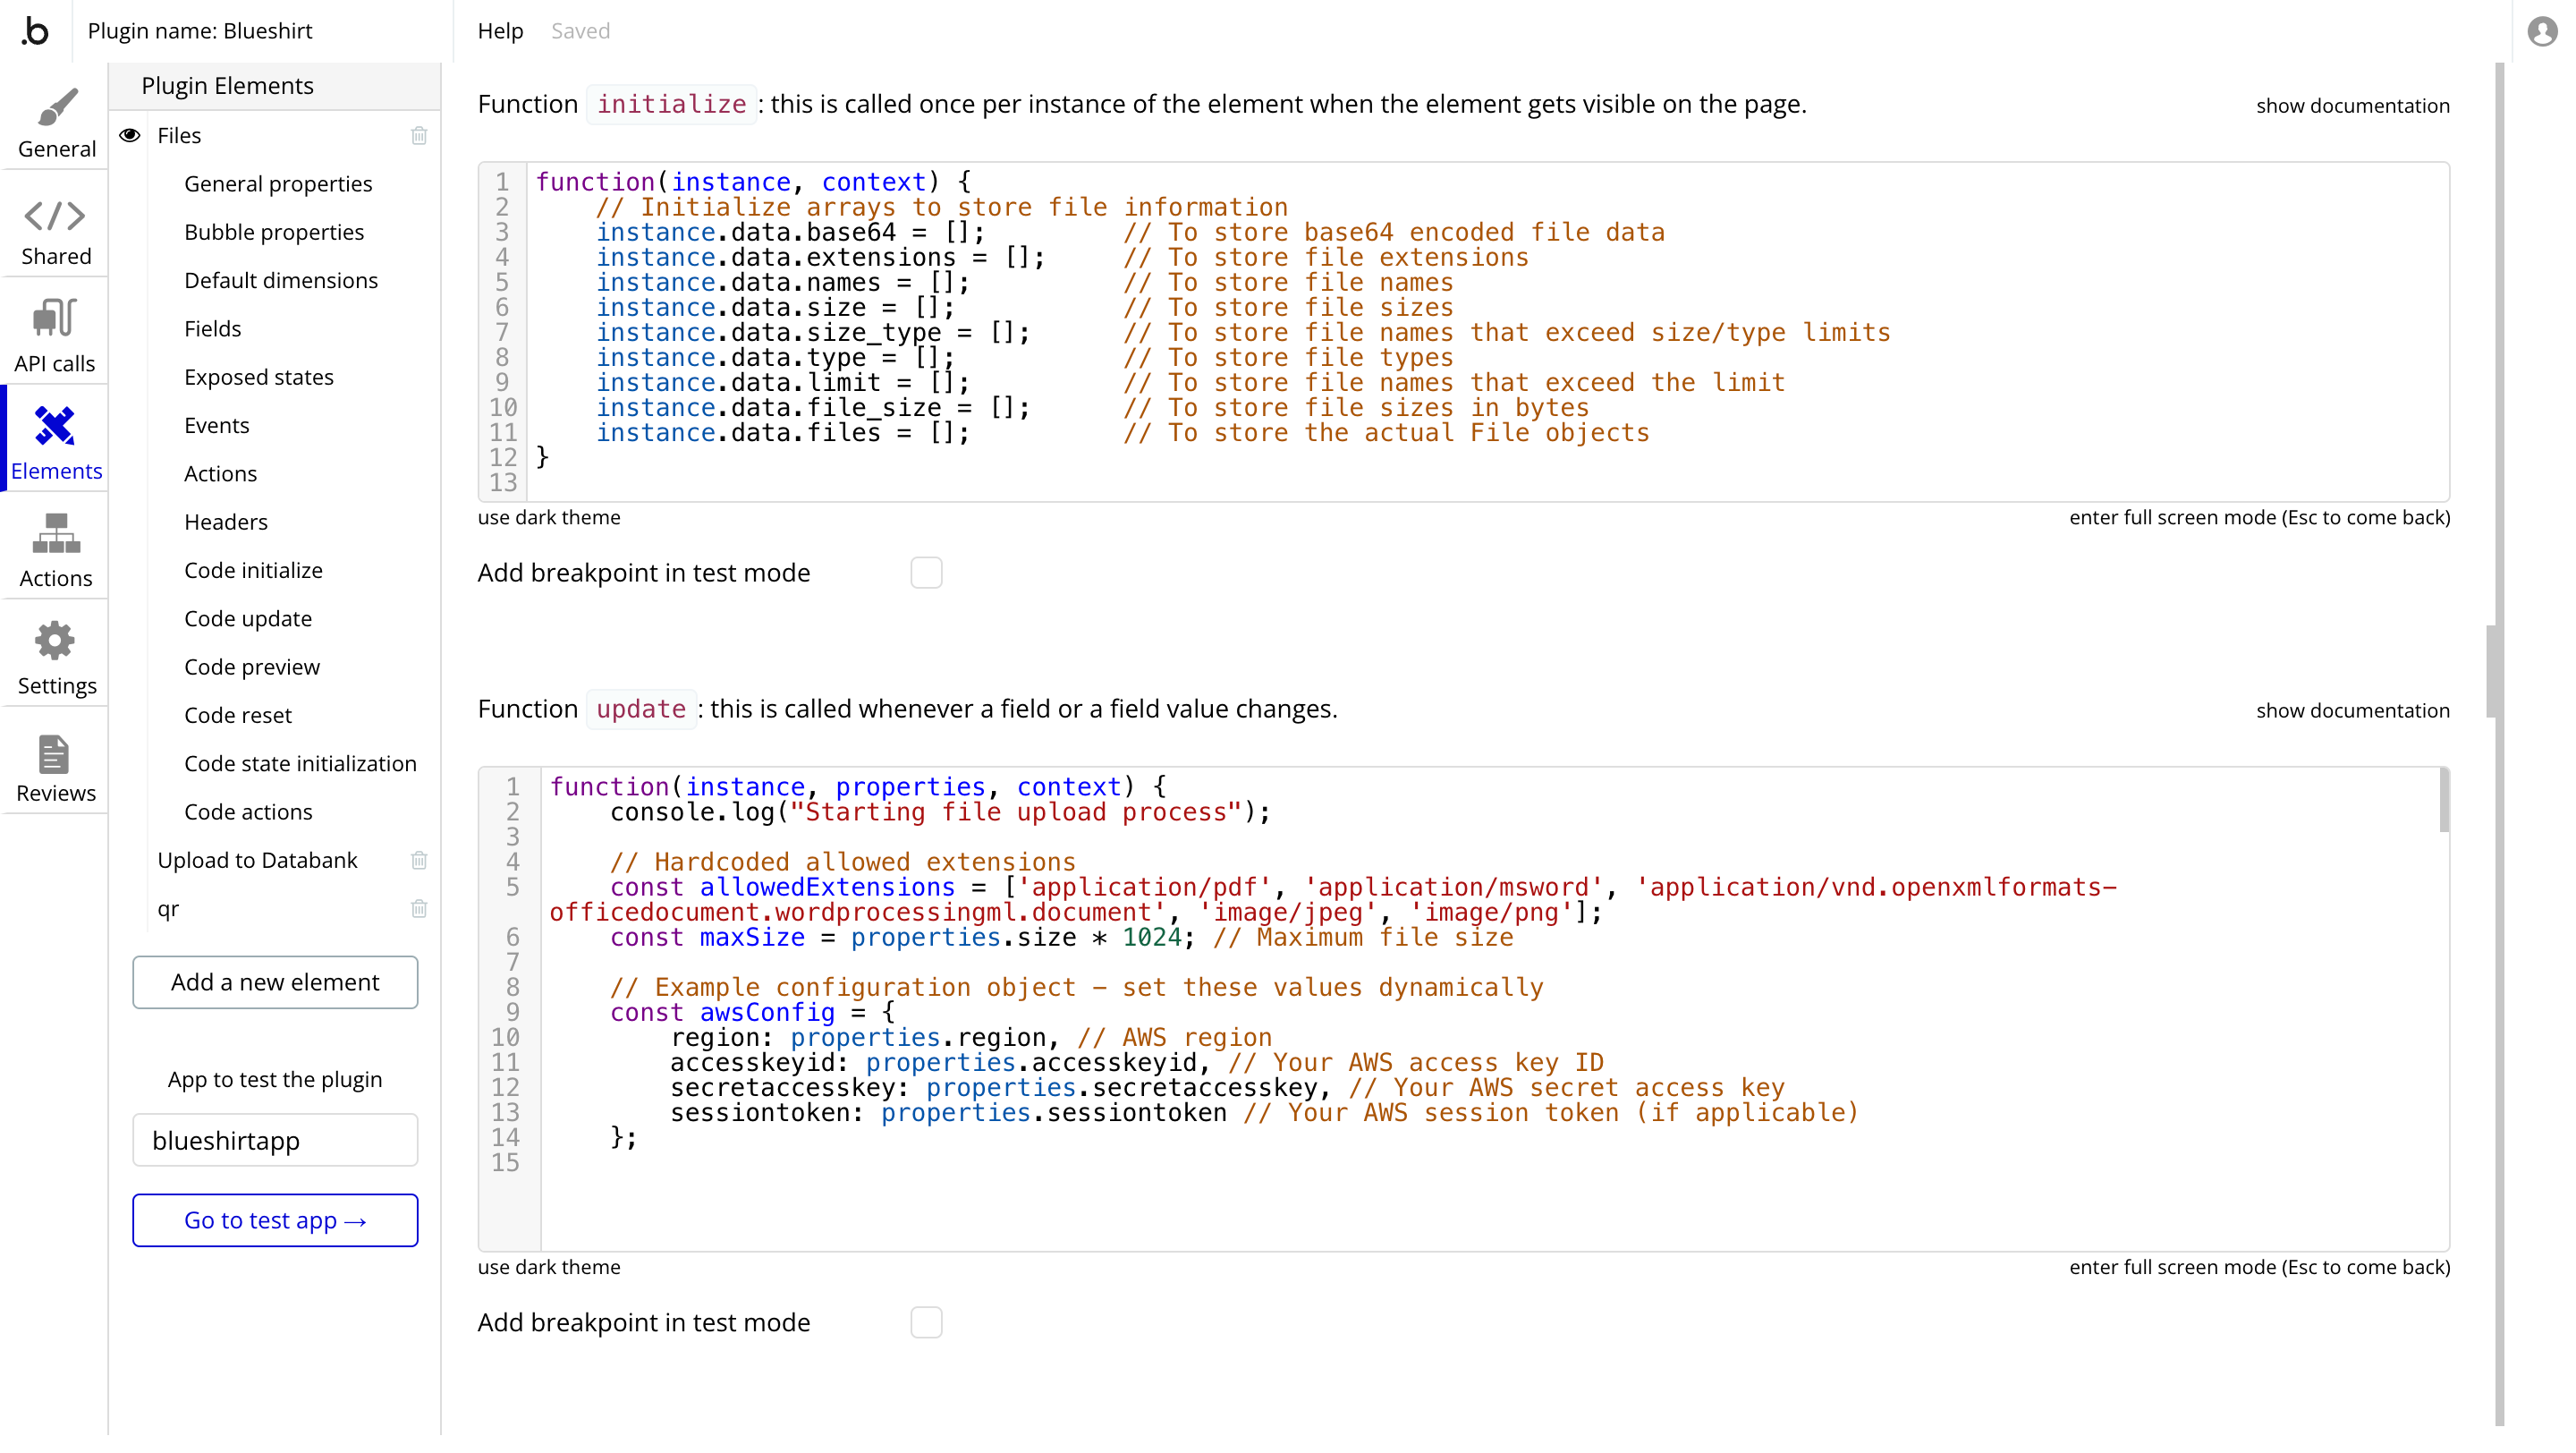 .b
Plugin name: Blueshirt
Help
Saved
General
Shared
API calls
Elements
Actions
Settings
Reviews
Plugin Elements
Files
General properties
Bubble properties
Default dimensions
Fields
Exposed states
Events
Actions
Headers
Code initialize
Code update
Code preview
Code reset
Code state initialization
Code actions
Upload to Databank
qr
Add a new element
App to test the plugin
blueshirtapp
Go to test app →
Function initialize : this is called once per instance of the element when the element gets visible on the page.
show documentation
1 function(instance, context) {
2     // Initialize arrays to store file information
3     instance.data.base64 = [];         // To store base64 encoded file data
4     instance.data.extensions = [];     // To store file extensions
5     instance.data.names = [];          // To store file names
6     instance.data.size = [];           // To store file sizes
7     instance.data.size_type = [];      // To store file names that exceed size/type limits
8     instance.data.type = [];           // To store file types
9     instance.data.limit = [];          // To store file names that exceed the limit
10     instance.data.file_size = [];      // To store file sizes in bytes
11     instance.data.files = [];          // To store the actual File objects
12 }
13
use dark theme
enter full screen mode (Esc to come back)
Add breakpoint in test mode
Function update : this is called whenever a field or a field value changes.
show documentation
1 function(instance, properties, context) {
2     console.log("Starting file upload process");
3
4     // Hardcoded allowed extensions
5     const allowedExtensions = ['application/pdf', 'application/msword', 'application/vnd.openxmlformats-
officedocument.wordprocessingml.document', 'image/jpeg', 'image/png'];
6     const maxSize = properties.size * 1024; // Maximum file size
7
8     // Example configuration object – set these values dynamically
9     const awsConfig = {
10         region: properties.region, // AWS region
11         accesskeyid: properties.accesskeyid, // Your AWS access key ID
12         secretaccesskey: properties.secretaccesskey, // Your AWS secret access key
13         sessiontoken: properties.sessiontoken // Your AWS session token (if applicable)
14     };
15
use dark theme
enter full screen mode (Esc to come back)
Add breakpoint in test mode